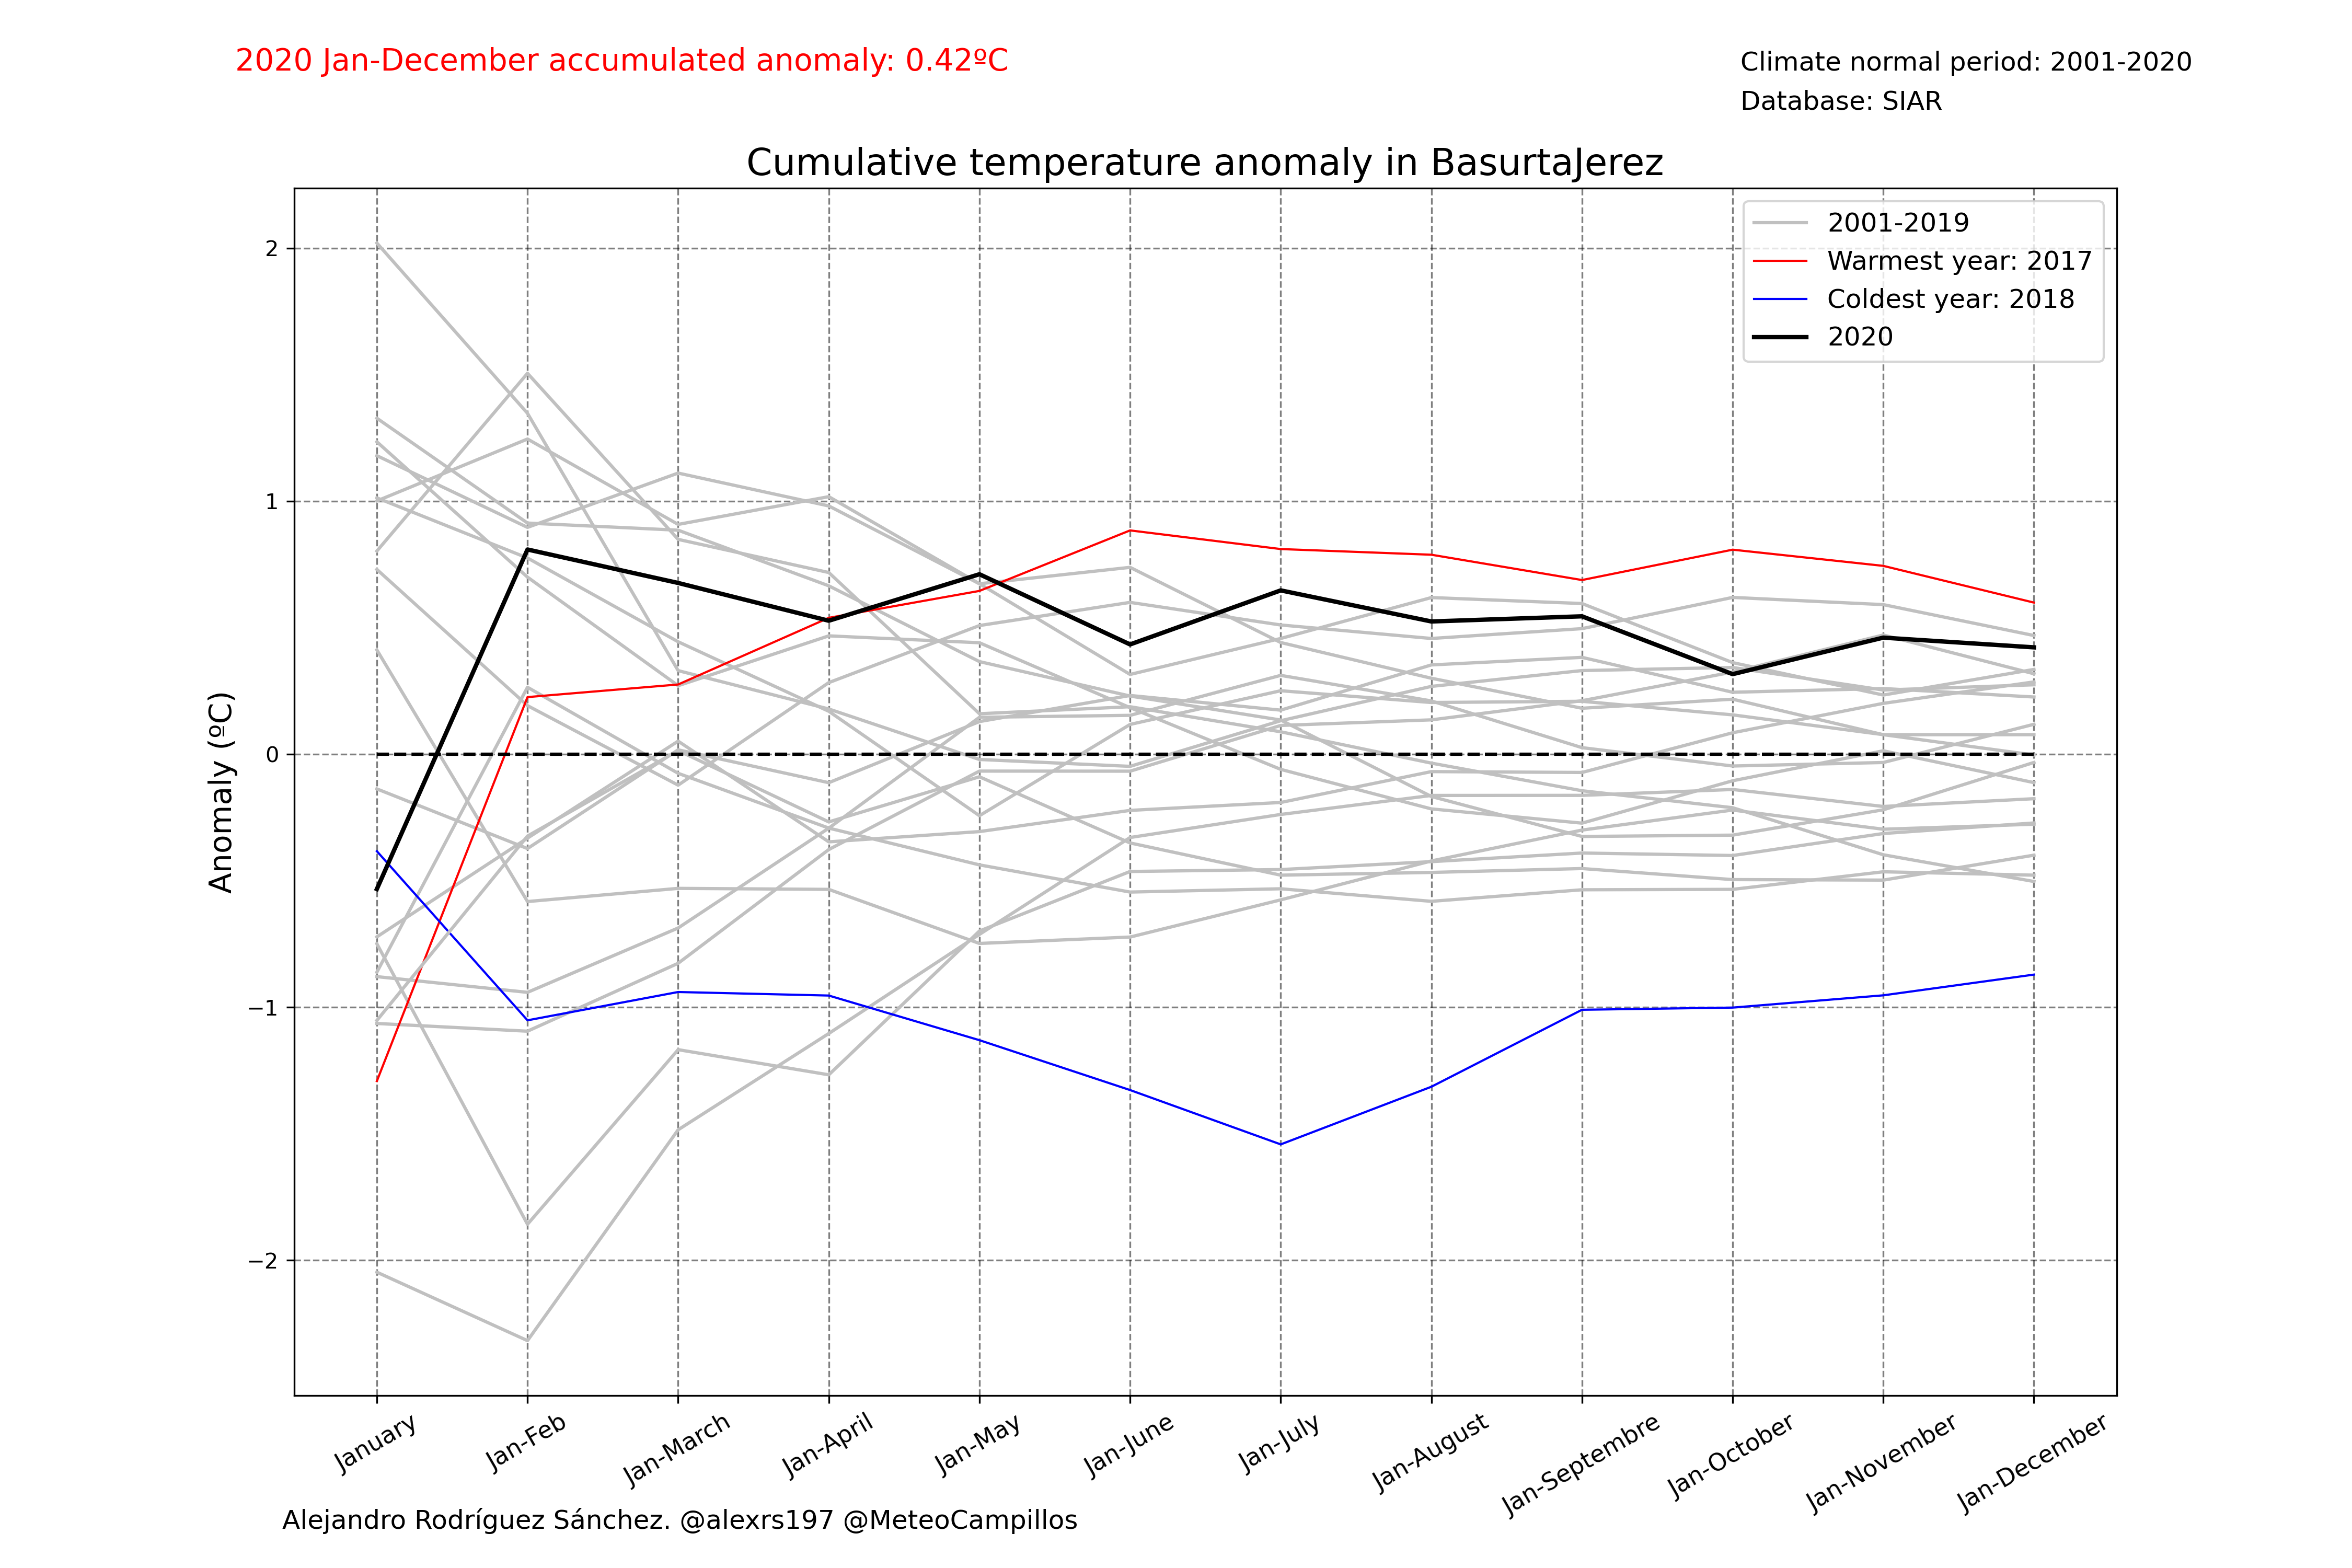 2020 Jan-December accumulated anomaly: 0.42ºC
Climate normal period: 2001-2020
Database: SIAR
Cumulative temperature anomaly in BasurtaJerez
2001-2019
Warmest year: 2017
Coldest year: 2018
2020
Anomaly (ºC)
2
1
0
−1
−2
January
Jan-Feb
Jan-March
Jan-April
Jan-May
Jan-June
Jan-July
Jan-August
Jan-Septembre
Jan-October
Jan-November
Jan-December
Alejandro Rodríguez Sánchez. @alexrs197 @MeteoCampillos